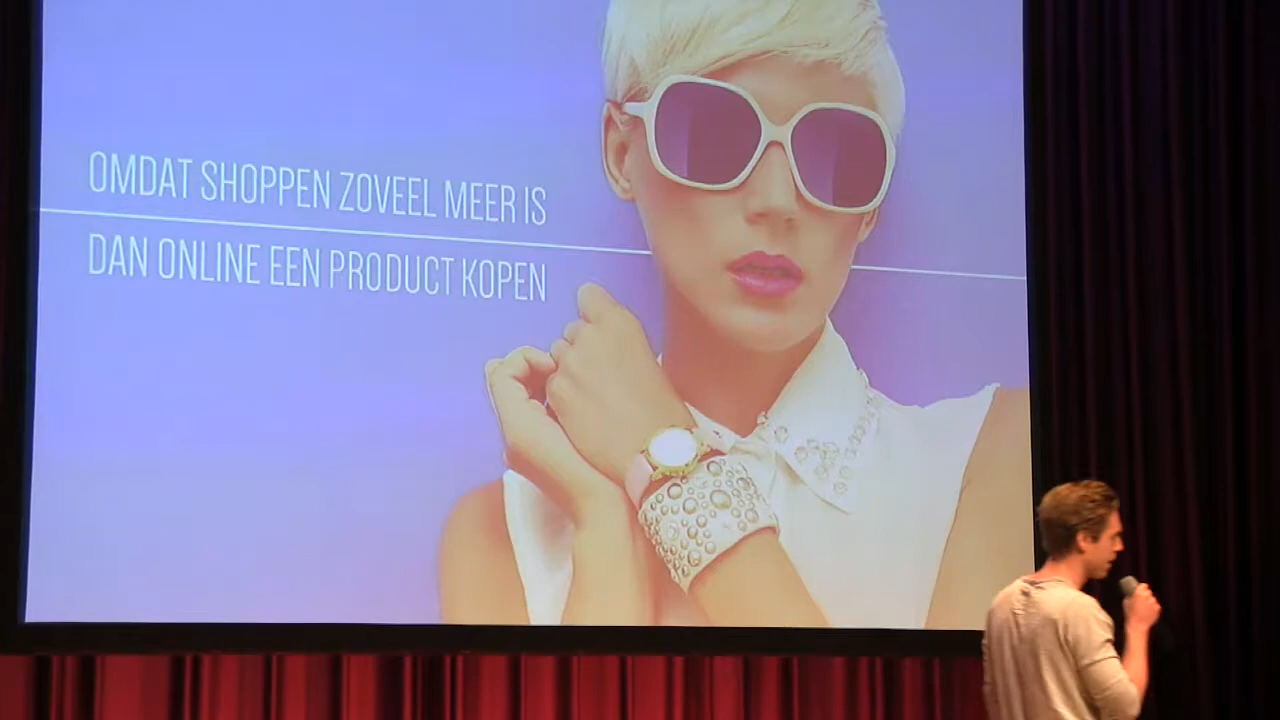 OMDAT SHOPPEN ZOVEEL MEER IS
DAN ONLINE EEN PRODUCT KOPEN